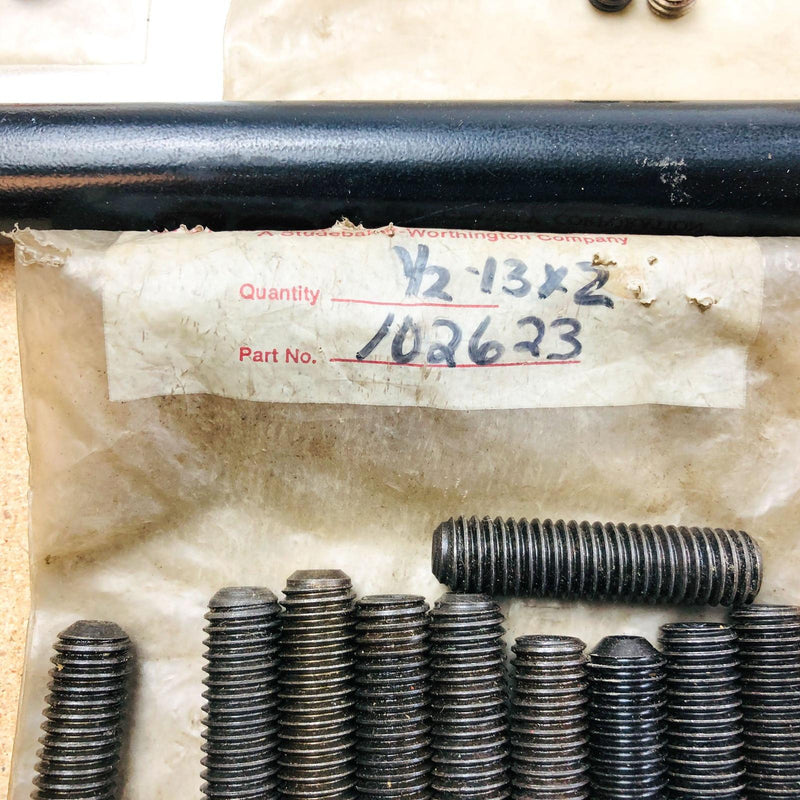 A Studebaker-Worthington Company
Quantity 1/2-13x2
Part No. 102623